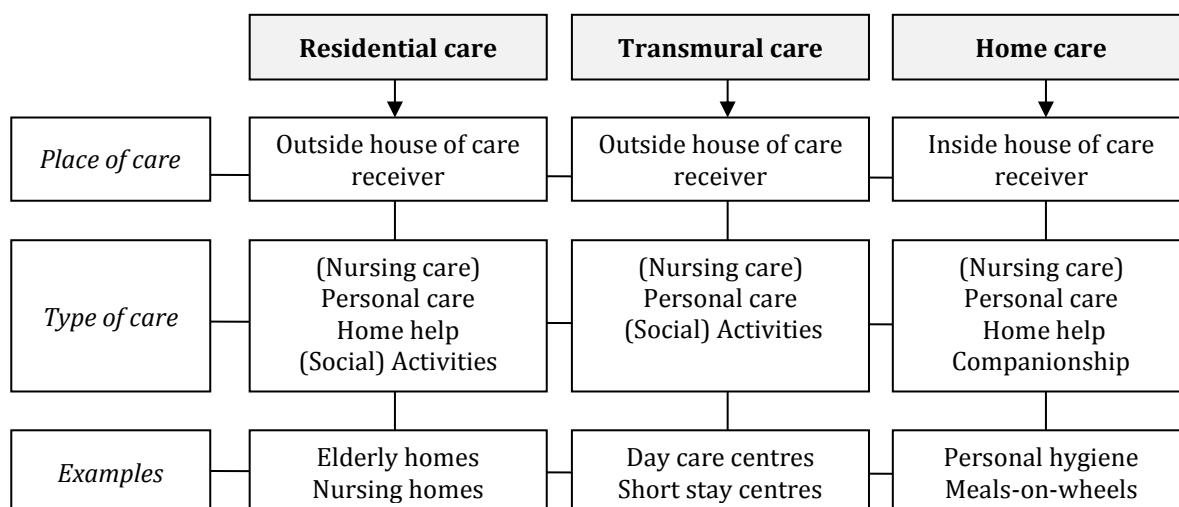 Residential care
Transmural care
Home care
Place of care
Outside house of care
receiver
Outside house of care
receiver
Inside house of care
receiver
Type of care
(Nursing care)
Personal care
Home help
(Social) Activities
(Nursing care)
Personal care
(Social) Activities
(Nursing care)
Personal care
Home help
Companionship
Examples
Elderly homes
Nursing homes
Day care centres
Short stay centres
Personal hygiene
Meals-on-wheels